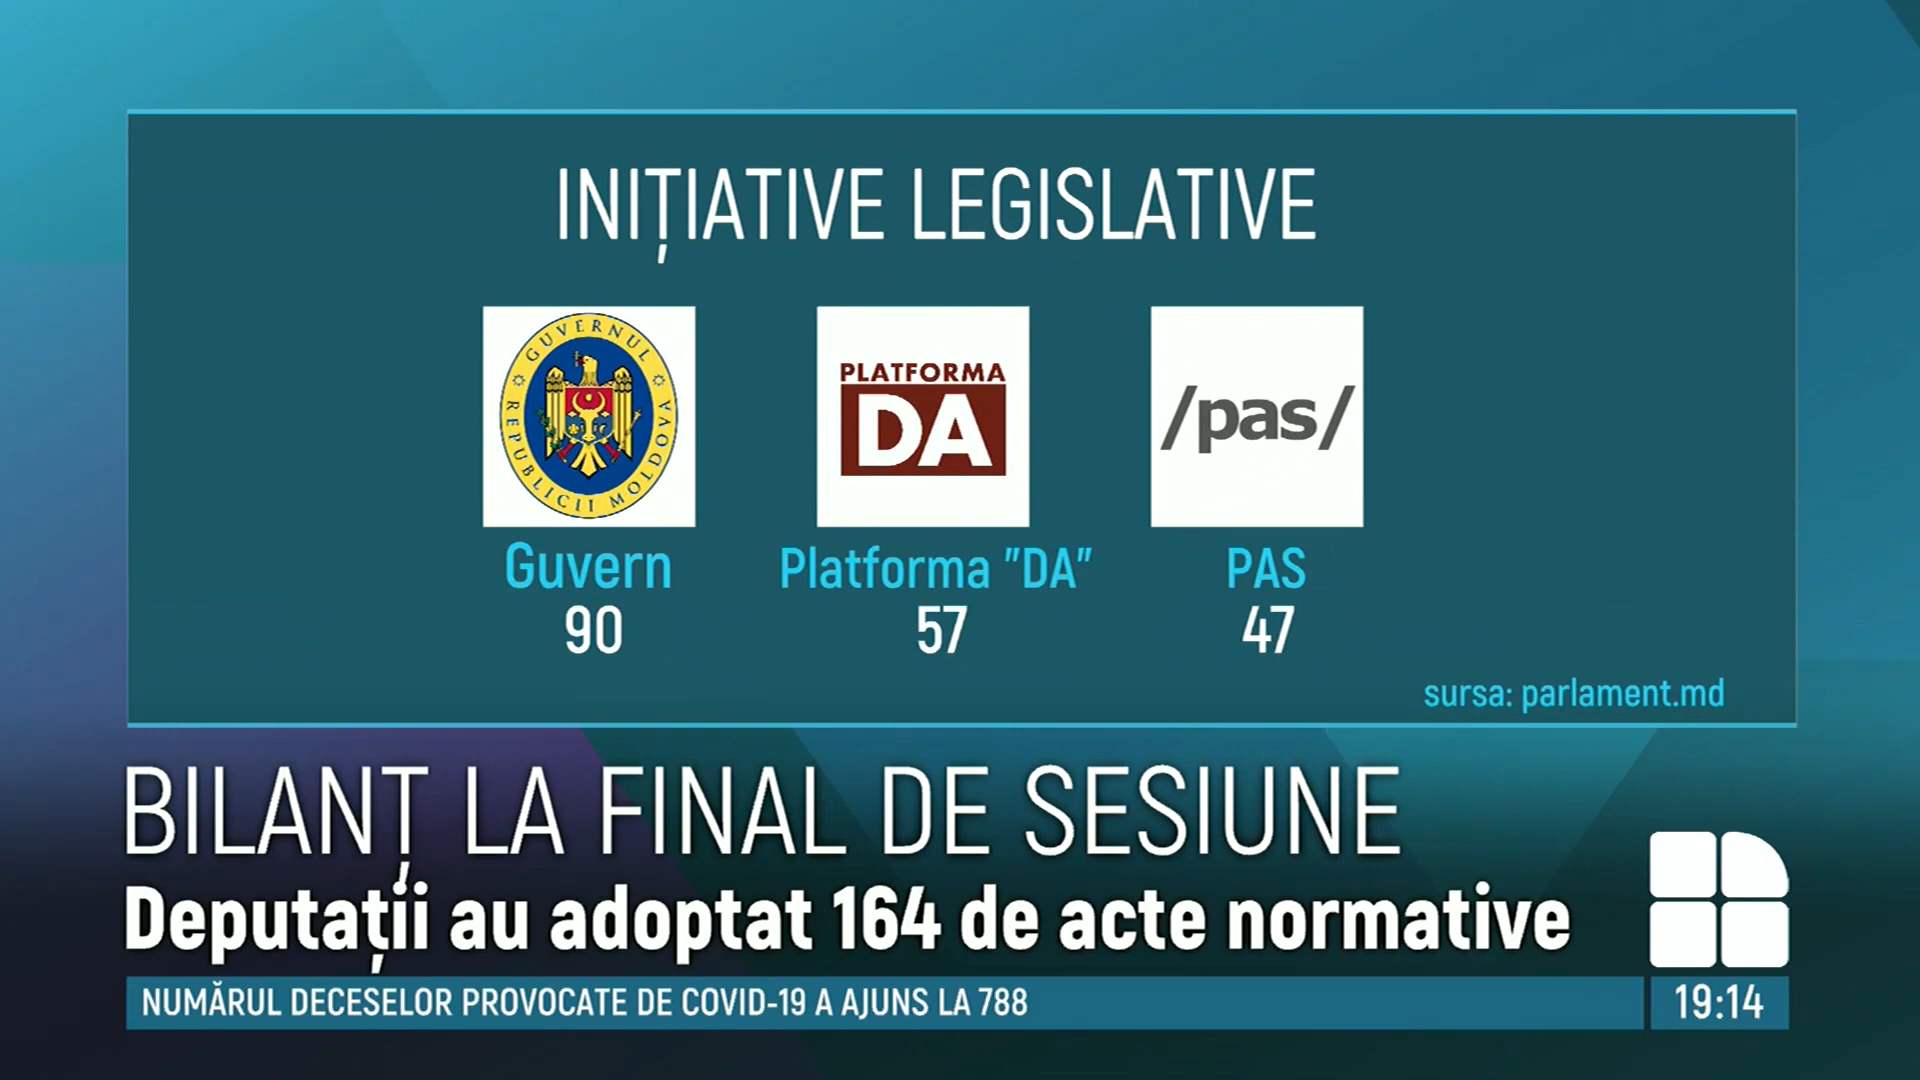 INIȚIATIVE LEGISLATIVE
GUVERNUL REPUBLICII MOLDOVA
PLATFORMA
DA
/pas/
Guvern
Platforma "DA"
PAS
90
57
47
sursa: parlament.md
BILANȚ LA FINAL DE SESIUNE
Deputații au adoptat 164 de acte normative
NUMĂRUL DECESELOR PROVOCATE DE COVID-19 A AJUNS LA 788
19:14